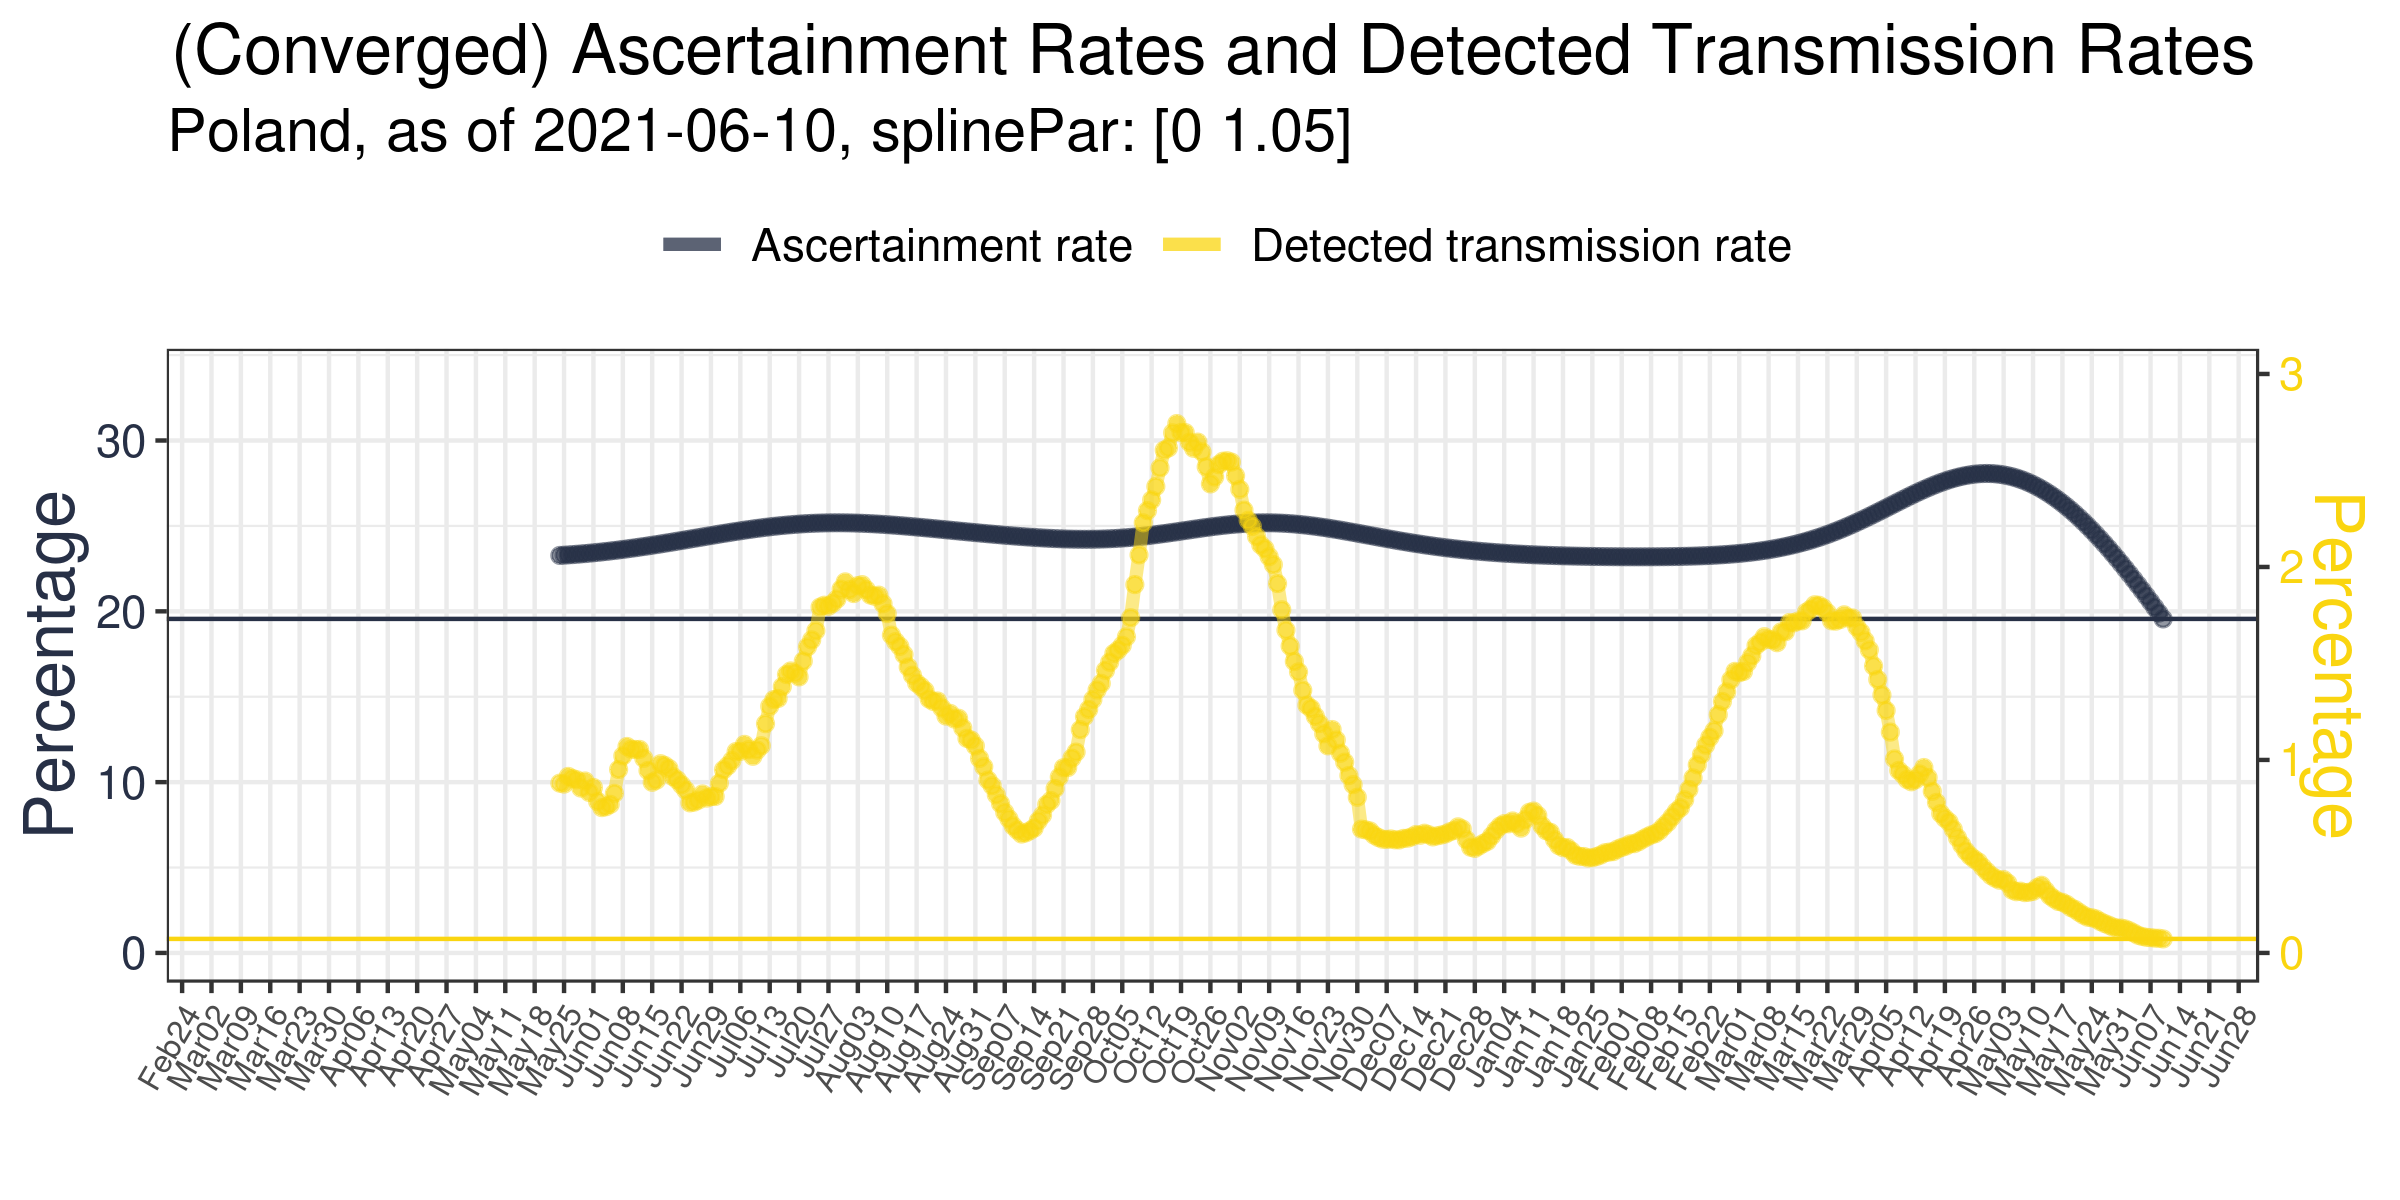 (Converged) Ascertainment Rates and Detected Transmission Rates
Poland, as of 2021-06-10, splinePar: [0 1.05]
Ascertainment rate Detected transmission rate
Percentage
30
20
10
0
3
2
1
0
Percentage
Feb24 Mar02 Mar09 Mar16 Mar23 Mar30 Apr06 Apr13 Apr20 Apr27 May04 May11 May18 May25 Jun01 Jun08 Jun15 Jun22 Jun29 Jul06 Jul13 Jul20 Jul27 Aug03 Aug10 Aug17 Aug24 Aug31 Sep07 Sep14 Sep21 Sep28 Oct05 Oct12 Oct19 Oct26 Nov02 Nov09 Nov16 Nov23 Nov30 Dec07 Dec14 Dec21 Dec28 Jan04 Jan11 Jan18 Jan25 Feb01 Feb08 Feb15 Feb22 Mar01 Mar08 Mar15 Mar22 Mar29 Apr05 Apr12 Apr19 Apr26 May03 May10 May17 May24 May31 Jun07 Jun14 Jun21 Jun28